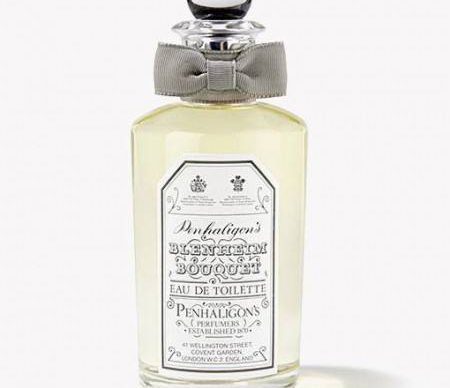 Penhaligon's
BLENHEIM
BOUQUET
EAU DE TOILETTE
PENHALIGON'S
( PERFUMERS )
ESTABLISHED 1870
41 WELLINGTON STREET,
COVENT GARDEN,
LONDON W.C.2 ENGLAND